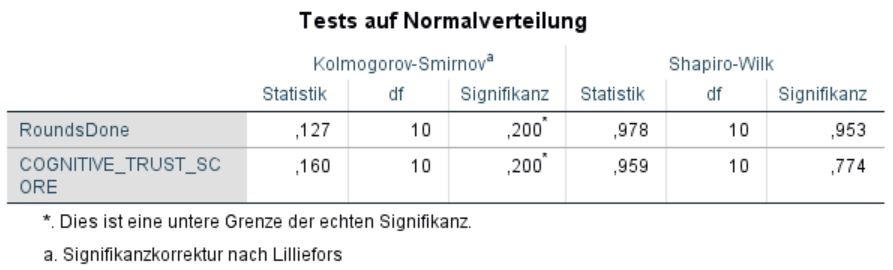 Tests auf Normalverteilung
Kolmogorov-Smirnovᵃ Shapiro-Wilk
Statistik df Signifikanz Statistik df Signifikanz
RoundsDone ,127 10 ,200* ,978 10 ,953
COGNITIVE_TRUST_SC ,160 10 ,200* ,959 10 ,774
ORE
*. Dies ist eine untere Grenze der echten Signifikanz.
a. Signifikanzkorrektur nach Lilliefors